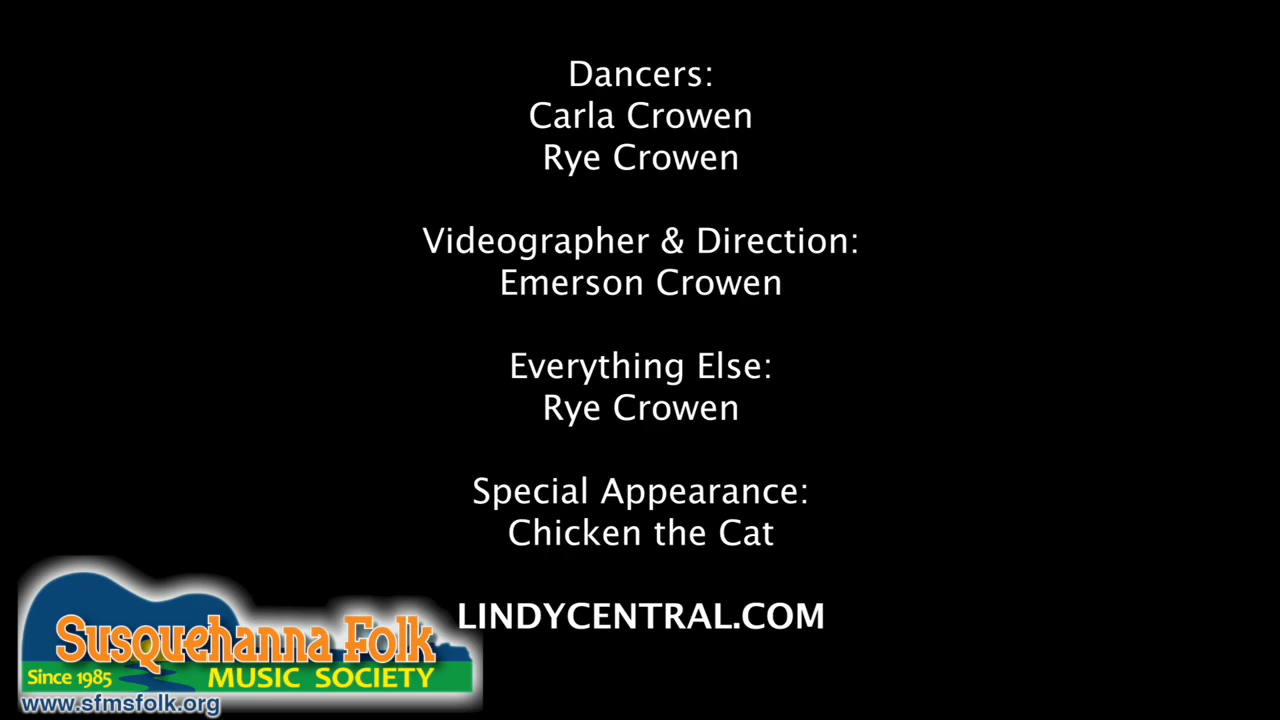 Dancers:
Carla Crowen
Rye Crowen
Videographer & Direction:
Emerson Crowen
Everything Else:
Rye Crowen
Special Appearance:
Chicken the Cat
LINDYCENTRAL.COM
Susquehanna Folk
Since 1985 MUSIC SOCIETY
www.sfmsfolk.org